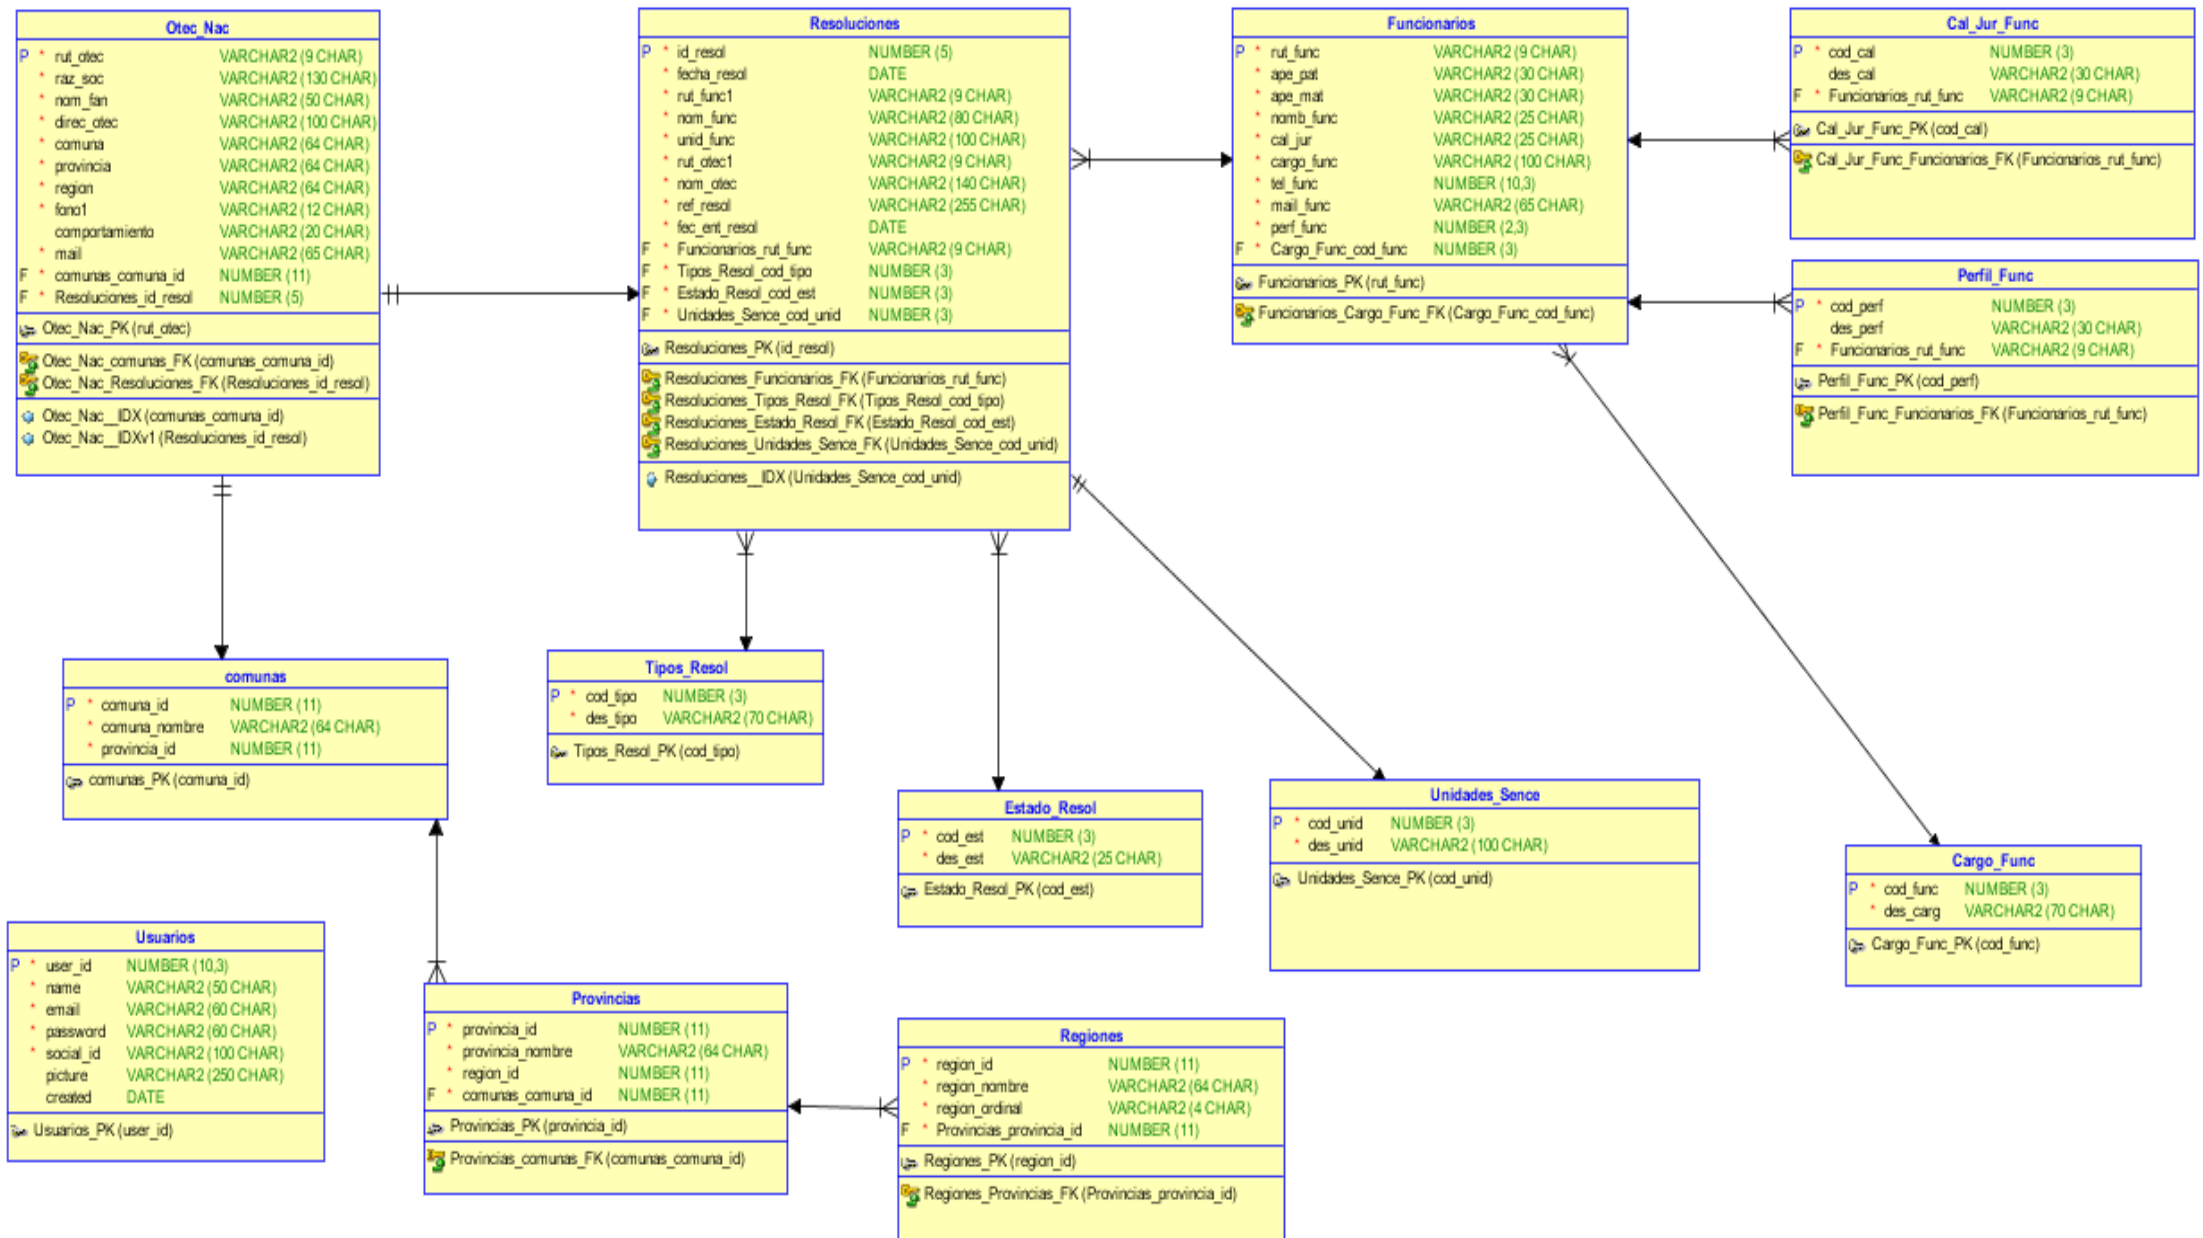 Otec_Nac
P * rut_otec VARCHAR2 (9 CHAR)
* raz_soc VARCHAR2 (130 CHAR)
* nom_fan VARCHAR2 (50 CHAR)
* direc_otec VARCHAR2 (100 CHAR)
* comuna VARCHAR2 (64 CHAR)
* provincia VARCHAR2 (64 CHAR)
* region VARCHAR2 (64 CHAR)
* fono1 VARCHAR2 (12 CHAR)
comportamiento VARCHAR2 (20 CHAR)
* mail VARCHAR2 (65 CHAR)
F * comunas_comuna_id NUMBER (11)
F * Resoluciones_id_resol NUMBER (5)
Otec_Nac_PK (rut_otec)
Otec_Nac_comunas_FK (comunas_comuna_id)
Otec_Nac_Resoluciones_FK (Resoluciones_id_resol)
Otec_Nac__IDX (comunas_comuna_id)
Otec_Nac__IDXv1 (Resoluciones_id_resol)
Resoluciones
P * id_resol NUMBER (5)
* fecha_resol DATE
* rut_func1 VARCHAR2 (9 CHAR)
* nom_func VARCHAR2 (80 CHAR)
* unid_func VARCHAR2 (100 CHAR)
* rut_otec1 VARCHAR2 (9 CHAR)
* nom_otec VARCHAR2 (140 CHAR)
* ref_resol VARCHAR2 (255 CHAR)
* fec_ent_resol DATE
F * Funcionarios_rut_func VARCHAR2 (9 CHAR)
F * Tipos_Resol_cod_tipo NUMBER (3)
F * Estado_Resol_cod_est NUMBER (3)
F * Unidades_Sence_cod_unid NUMBER (3)
Resoluciones_PK (id_resol)
Resoluciones_Funcionarios_FK (Funcionarios_rut_func)
Resoluciones_Tipos_Resol_FK (Tipos_Resol_cod_tipo)
Resoluciones_Estado_Resol_FK (Estado_Resol_cod_est)
Resoluciones_Unidades_Sence_FK (Unidades_Sence_cod_unid)
Resoluciones__IDX (Unidades_Sence_cod_unid)
Funcionarios
P * rut_func VARCHAR2 (9 CHAR)
* ape_pat VARCHAR2 (30 CHAR)
* ape_mat VARCHAR2 (30 CHAR)
* nomb_func VARCHAR2 (25 CHAR)
* cal_jur VARCHAR2 (25 CHAR)
* cargo_func VARCHAR2 (100 CHAR)
* tel_func NUMBER (10,3)
* mail_func VARCHAR2 (65 CHAR)
* perf_func NUMBER (2,3)
F * Cargo_Func_cod_func NUMBER (3)
Funcionarios_PK (rut_func)
Funcionarios_Cargo_Func_FK (Cargo_Func_cod_func)
Cal_Jur_Func
P * cod_cal NUMBER (3)
des_cal VARCHAR2 (30 CHAR)
F * Funcionarios_rut_func VARCHAR2 (9 CHAR)
Cal_Jur_Func_PK (cod_cal)
Cal_Jur_Func_Funcionarios_FK (Funcionarios_rut_func)
Perfil_Func
P * cod_perf NUMBER (3)
des_perf VARCHAR2 (30 CHAR)
F * Funcionarios_rut_func VARCHAR2 (9 CHAR)
Perfil_Func_PK (cod_perf)
Perfil_Func_Funcionarios_FK (Funcionarios_rut_func)
comunas
P * comuna_id NUMBER (11)
* comuna_nombre VARCHAR2 (64 CHAR)
* provincia_id NUMBER (11)
comunas_PK (comuna_id)
Tipos_Resol
P * cod_tipo NUMBER (3)
* des_tipo VARCHAR2 (70 CHAR)
Tipos_Resol_PK (cod_tipo)
Estado_Resol
P * cod_est NUMBER (3)
* des_est VARCHAR2 (25 CHAR)
Estado_Resol_PK (cod_est)
Unidades_Sence
P * cod_unid NUMBER (3)
* des_unid VARCHAR2 (100 CHAR)
Unidades_Sence_PK (cod_unid)
Cargo_Func
P * cod_func NUMBER (3)
* des_carg VARCHAR2 (70 CHAR)
Cargo_Func_PK (cod_func)
Usuarios
P * user_id NUMBER (10,3)
* name VARCHAR2 (50 CHAR)
* email VARCHAR2 (60 CHAR)
* password VARCHAR2 (60 CHAR)
* social_id VARCHAR2 (100 CHAR)
picture VARCHAR2 (250 CHAR)
created DATE
Usuarios_PK (user_id)
Provincias
P * provincia_id NUMBER (11)
* provincia_nombre VARCHAR2 (64 CHAR)
* region_id NUMBER (11)
F * comunas_comuna_id NUMBER (11)
Provincias_PK (provincia_id)
Provincias_comunas_FK (comunas_comuna_id)
Regiones
P * region_id NUMBER (11)
* region_nombre VARCHAR2 (64 CHAR)
* region_ordinal VARCHAR2 (4 CHAR)
F * Provincias_provincia_id NUMBER (11)
Regiones_PK (region_id)
Regiones_Provincias_FK (Provincias_provincia_id)